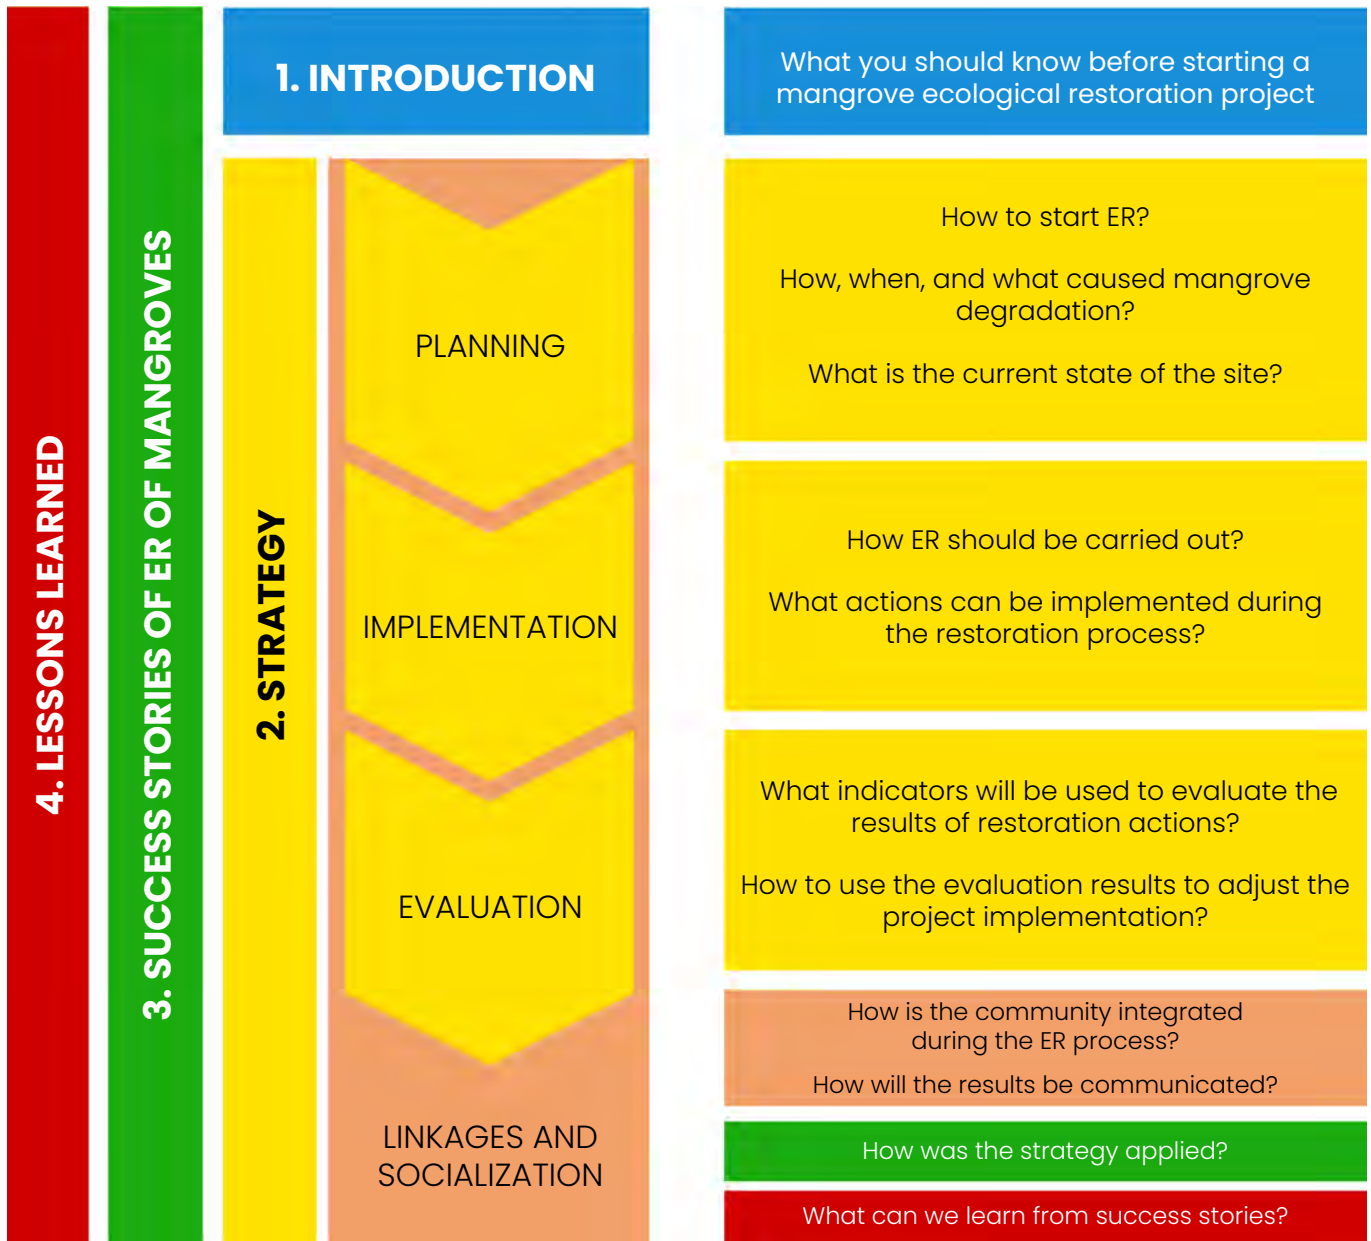 4. LESSONS LEARNED
3. SUCCESS STORIES OF ER OF MANGROVES
1. INTRODUCTION
What you should know before starting a
mangrove ecological restoration project
2. STRATEGY
PLANNING
How to start ER?
How, when, and what caused mangrove
degradation?
What is the current state of the site?
IMPLEMENTATION
How ER should be carried out?
What actions can be implemented during
the restoration process?
EVALUATION
What indicators will be used to evaluate the
results of restoration actions?
How to use the evaluation results to adjust the
project implementation?
LINKAGES AND
SOCIALIZATION
How is the community integrated
during the ER process?
How will the results be communicated?
How was the strategy applied?
What can we learn from success stories?